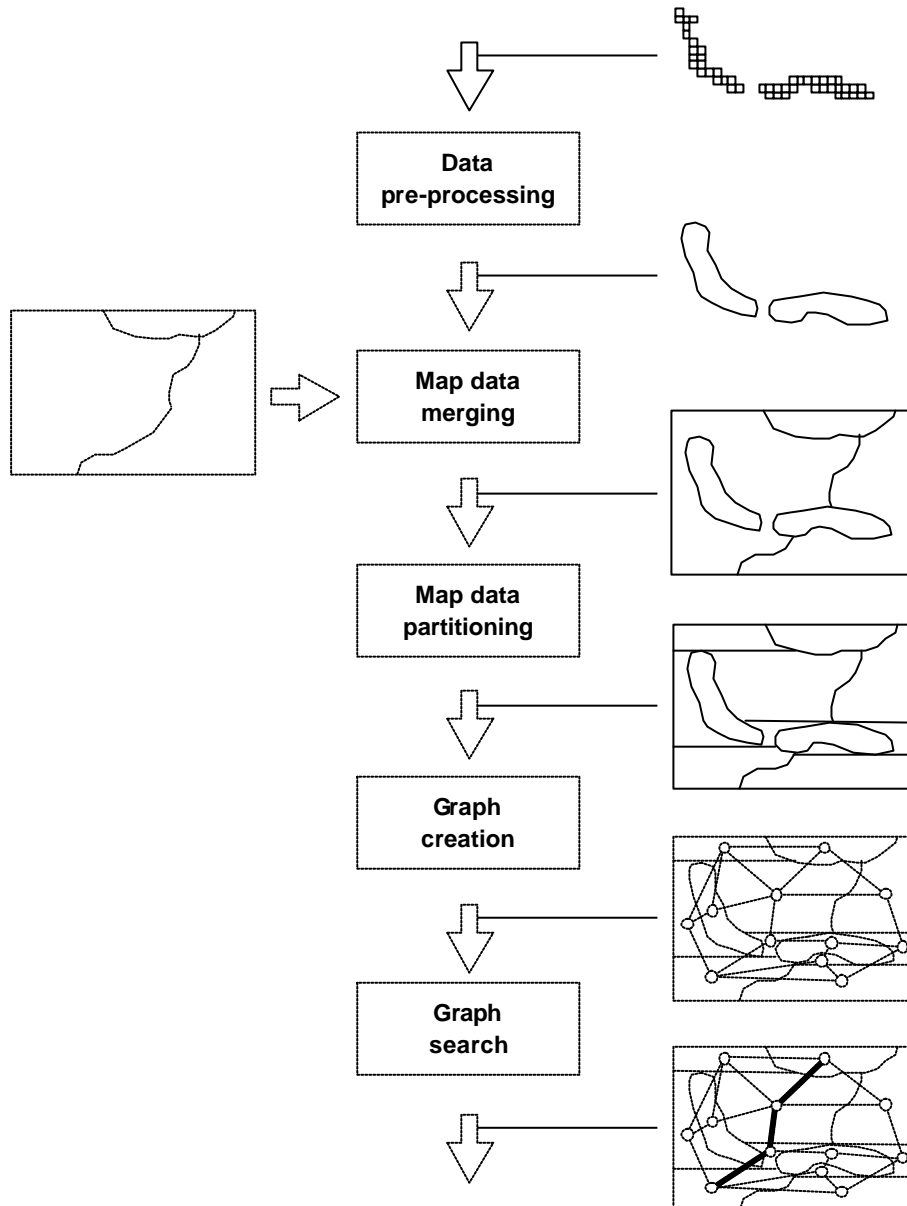 Data
pre-processing
Map data
merging
Map data
partitioning
Graph
creation
Graph
search